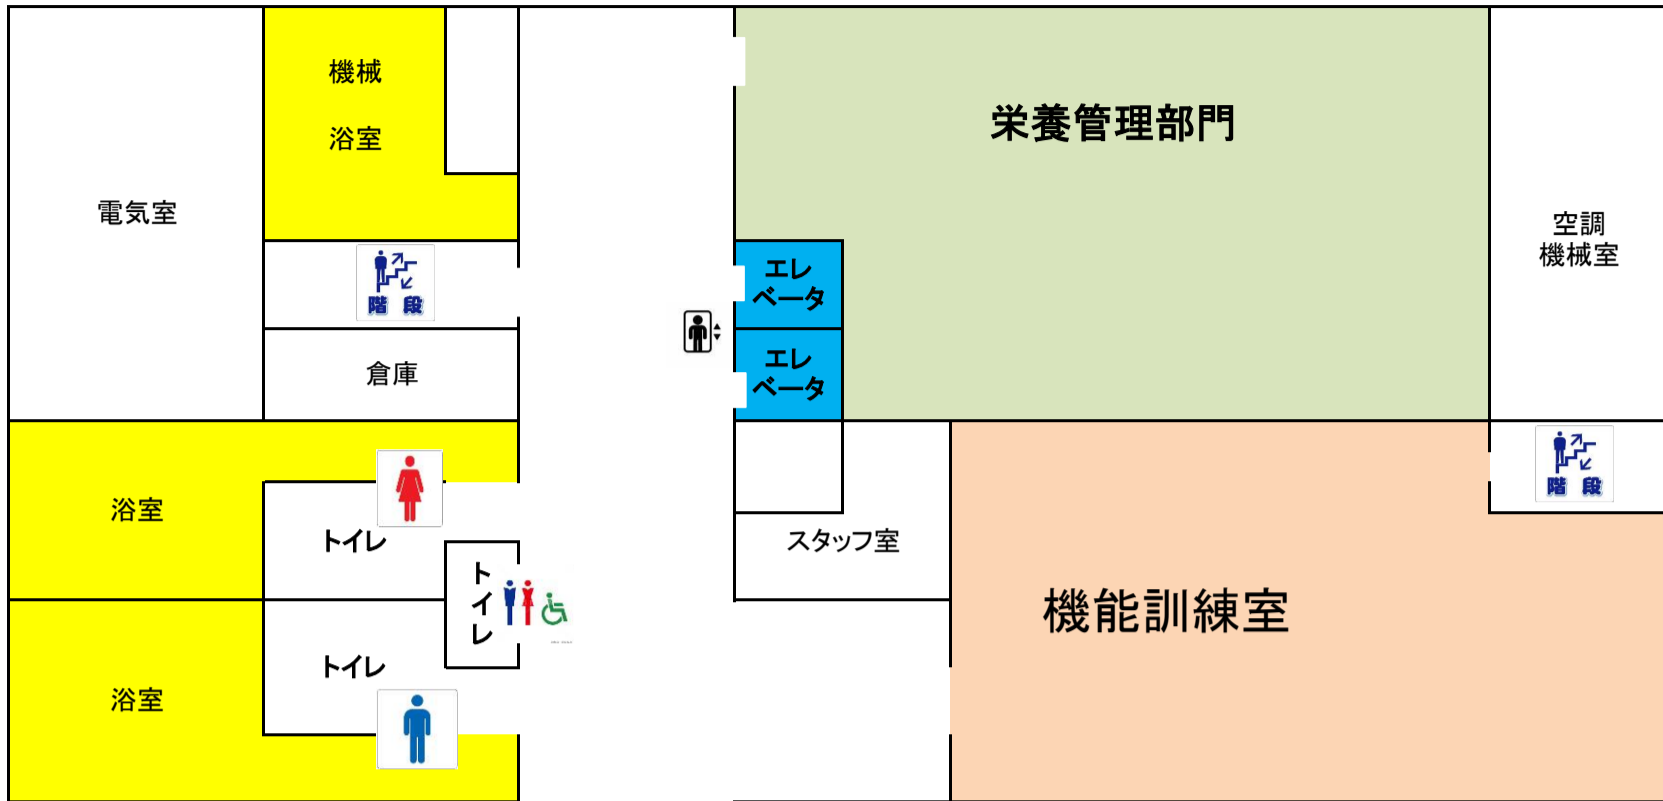 機械
浴室
栄養管理部門
電気室
空調
機械室
階 段
エレ
ベータ
倉庫
エレ
ベータ
階 段
浴室
トイレ
スタッフ室
トイレ
機能訓練室
トイレ
浴室